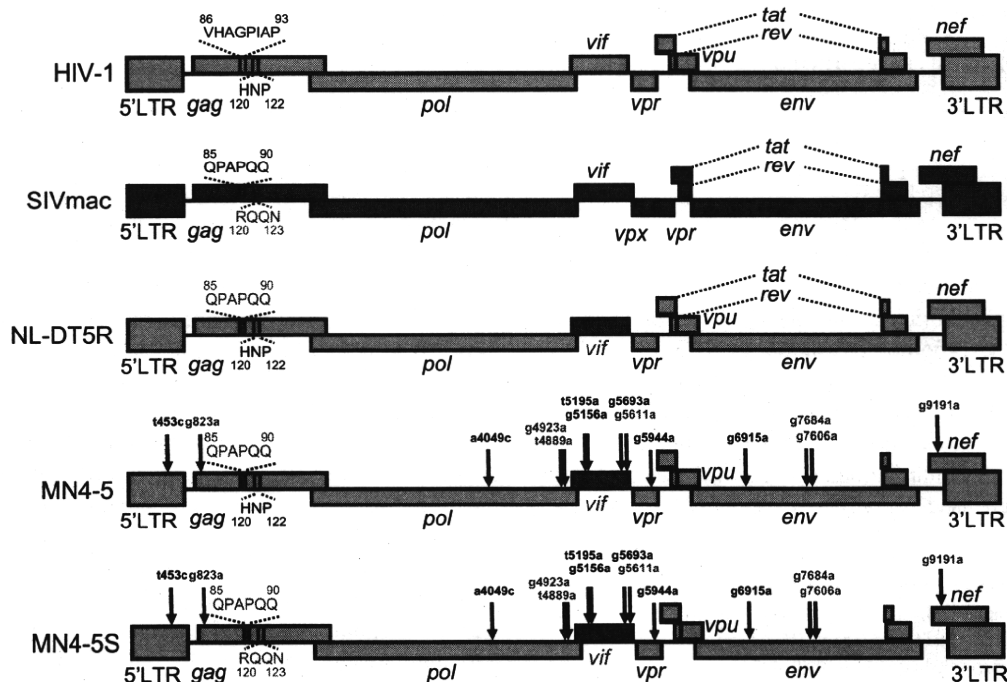 86 93
VHAGPIAP
tat
nef
vif
rev
vpu
HIV-1
HNP
5'LTR gag 120 122 pol vpr env 3'LTR
85 90
QPAPQQ
tat
nef
vif
rev
SIVmac
RQQN
5'LTR gag 120 123 pol vpx vpr env 3'LTR
85 90
QPAPQQ
tat
nef
rev
vpu
NL-DT5R
HNP
5'LTR gag 120 122 pol vif vpr env 3'LTR
t5195a g5693a
t453c g823a g5156a g5611a g7684a g9191a
85 90 g4923a
QPAPQQ a4049c t4889a g5944a g6915a g7606a
nef
vpu
MN4-5
HNP
5'LTR gag 120 122 pol vif vpr env 3'LTR
t5195a g5693a
t453c g823a g5156a g5611a g7684a g9191a
85 90 g4923a
QPAPQQ a4049c t4889a g5944a g6915a g7606a
nef
vpu
MN4-5S
RQQN
5'LTR gag 120 123 pol vif vpr env 3'LTR